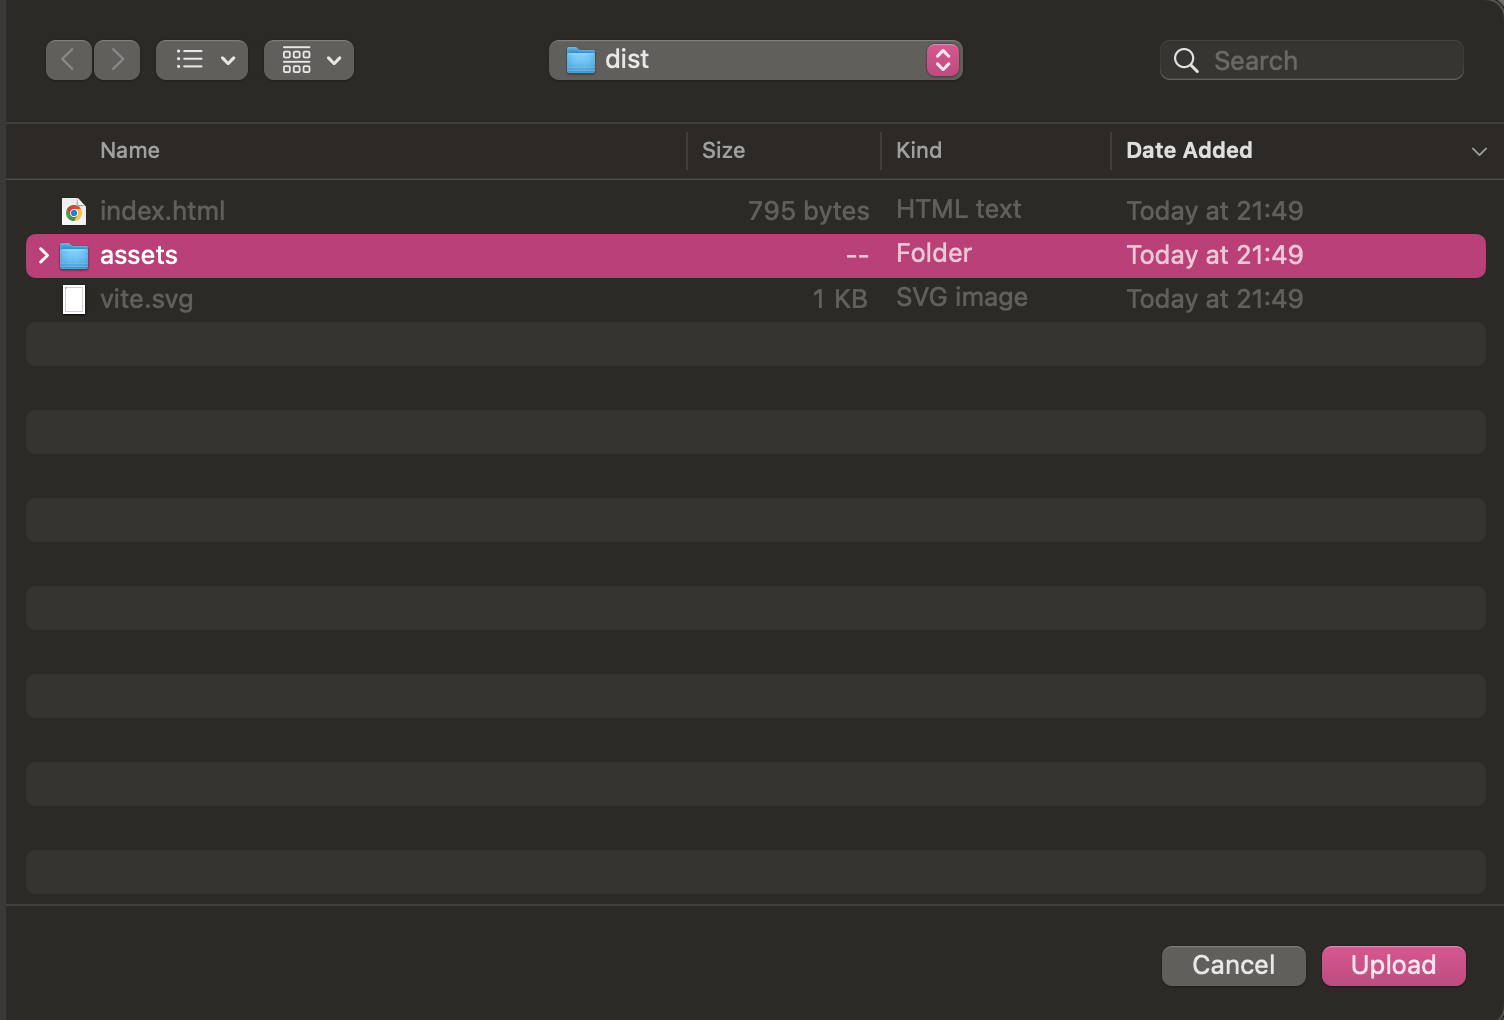 dist
Search
Name Size Kind Date Added
index.html 795 bytes HTML text Today at 21:49
assets -- Folder Today at 21:49
vite.svg 1 KB SVG image Today at 21:49
Cancel Upload